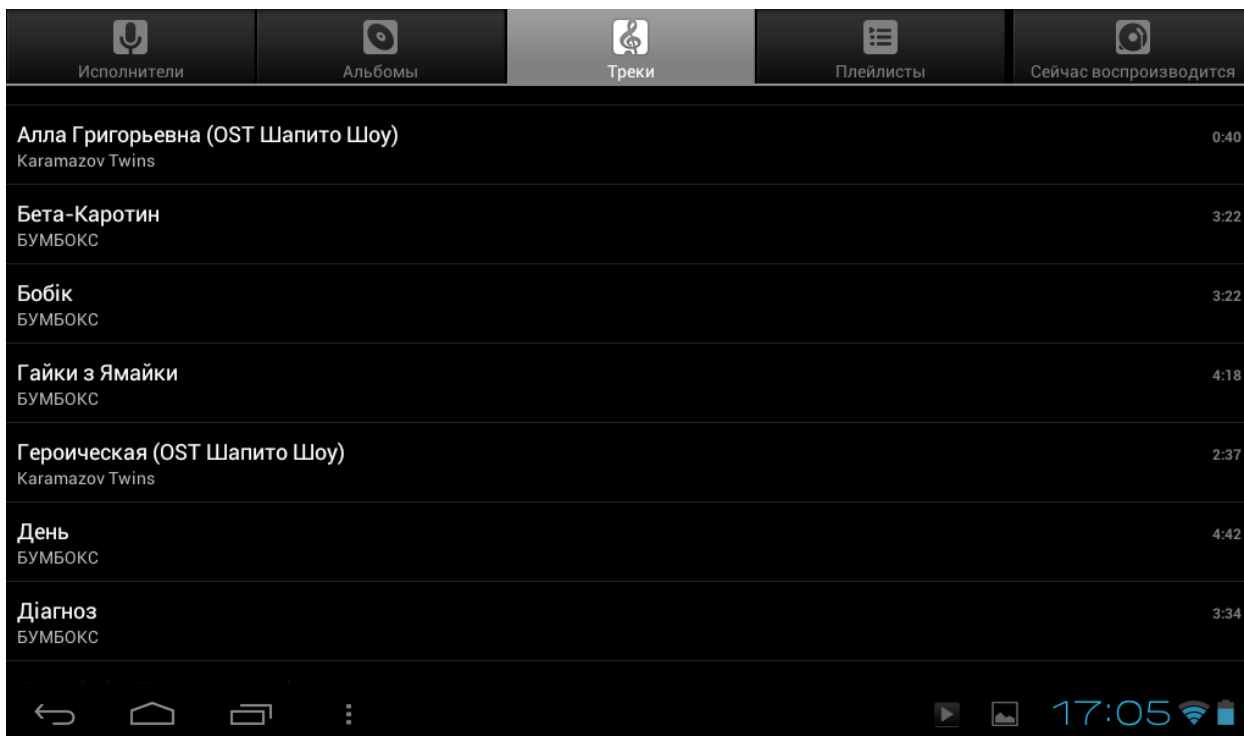 Исполнители
Альбомы
Треки
Плейлисты
Сейчас воспроизводится
Алла Григорьевна (OST Шапито Шоу)
0:40
Karamazov Twins
Бета-Каротин
3:22
БУМБОКС
Бобік
3:22
БУМБОКС
Гайки з Ямайки
4:18
БУМБОКС
Героическая (OST Шапито Шоу)
2:37
Karamazov Twins
День
4:42
БУМБОКС
Діагноз
3:34
БУМБОКС
17:05